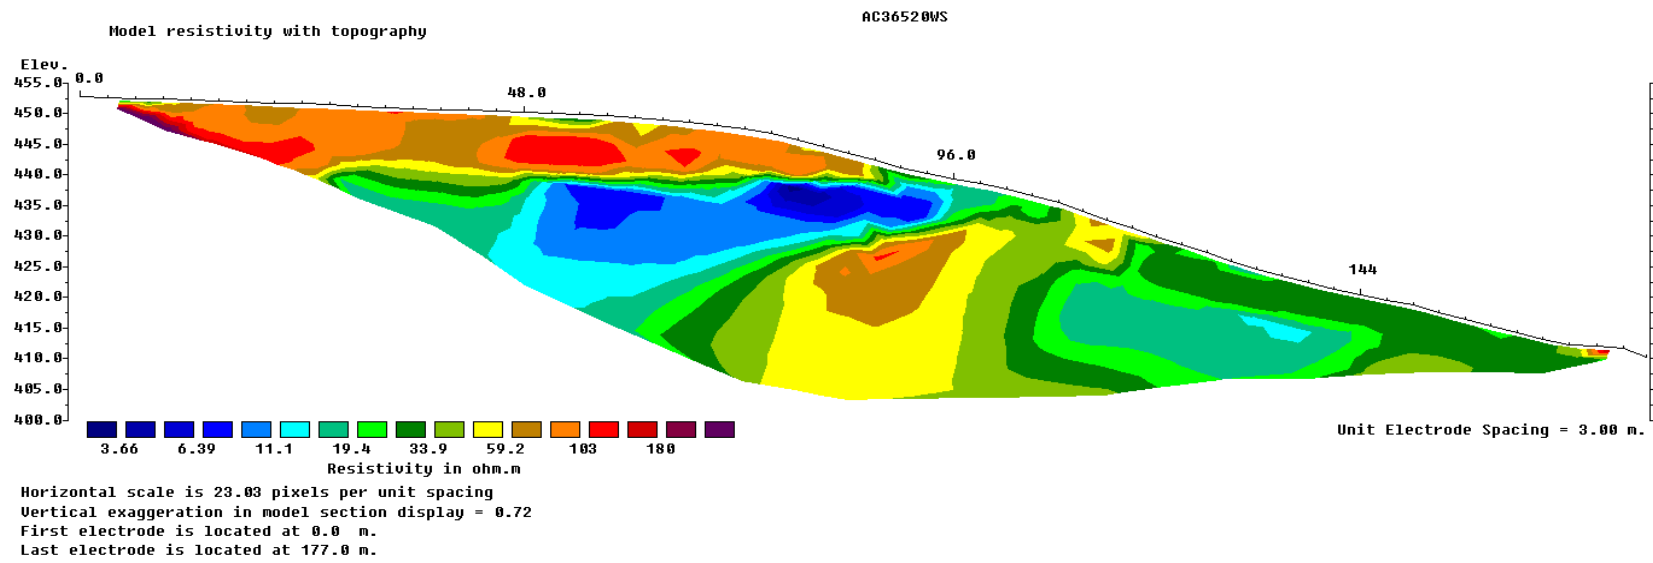 AC36520WS
Model resistivity with topography
Elev.
455.0
0.0
48.0
450.0
445.0
96.0
440.0
435.0
430.0
425.0
144
420.0
415.0
410.0
405.0
400.0
3.66 6.39 11.1 19.4 33.9 59.2 103 180
Unit Electrode Spacing = 3.00 m.
Resistivity in ohm.m
Horizontal scale is 23.03 pixels per unit spacing
Vertical exaggeration in model section display = 0.72
First electrode is located at 0.0 m.
Last electrode is located at 177.0 m.